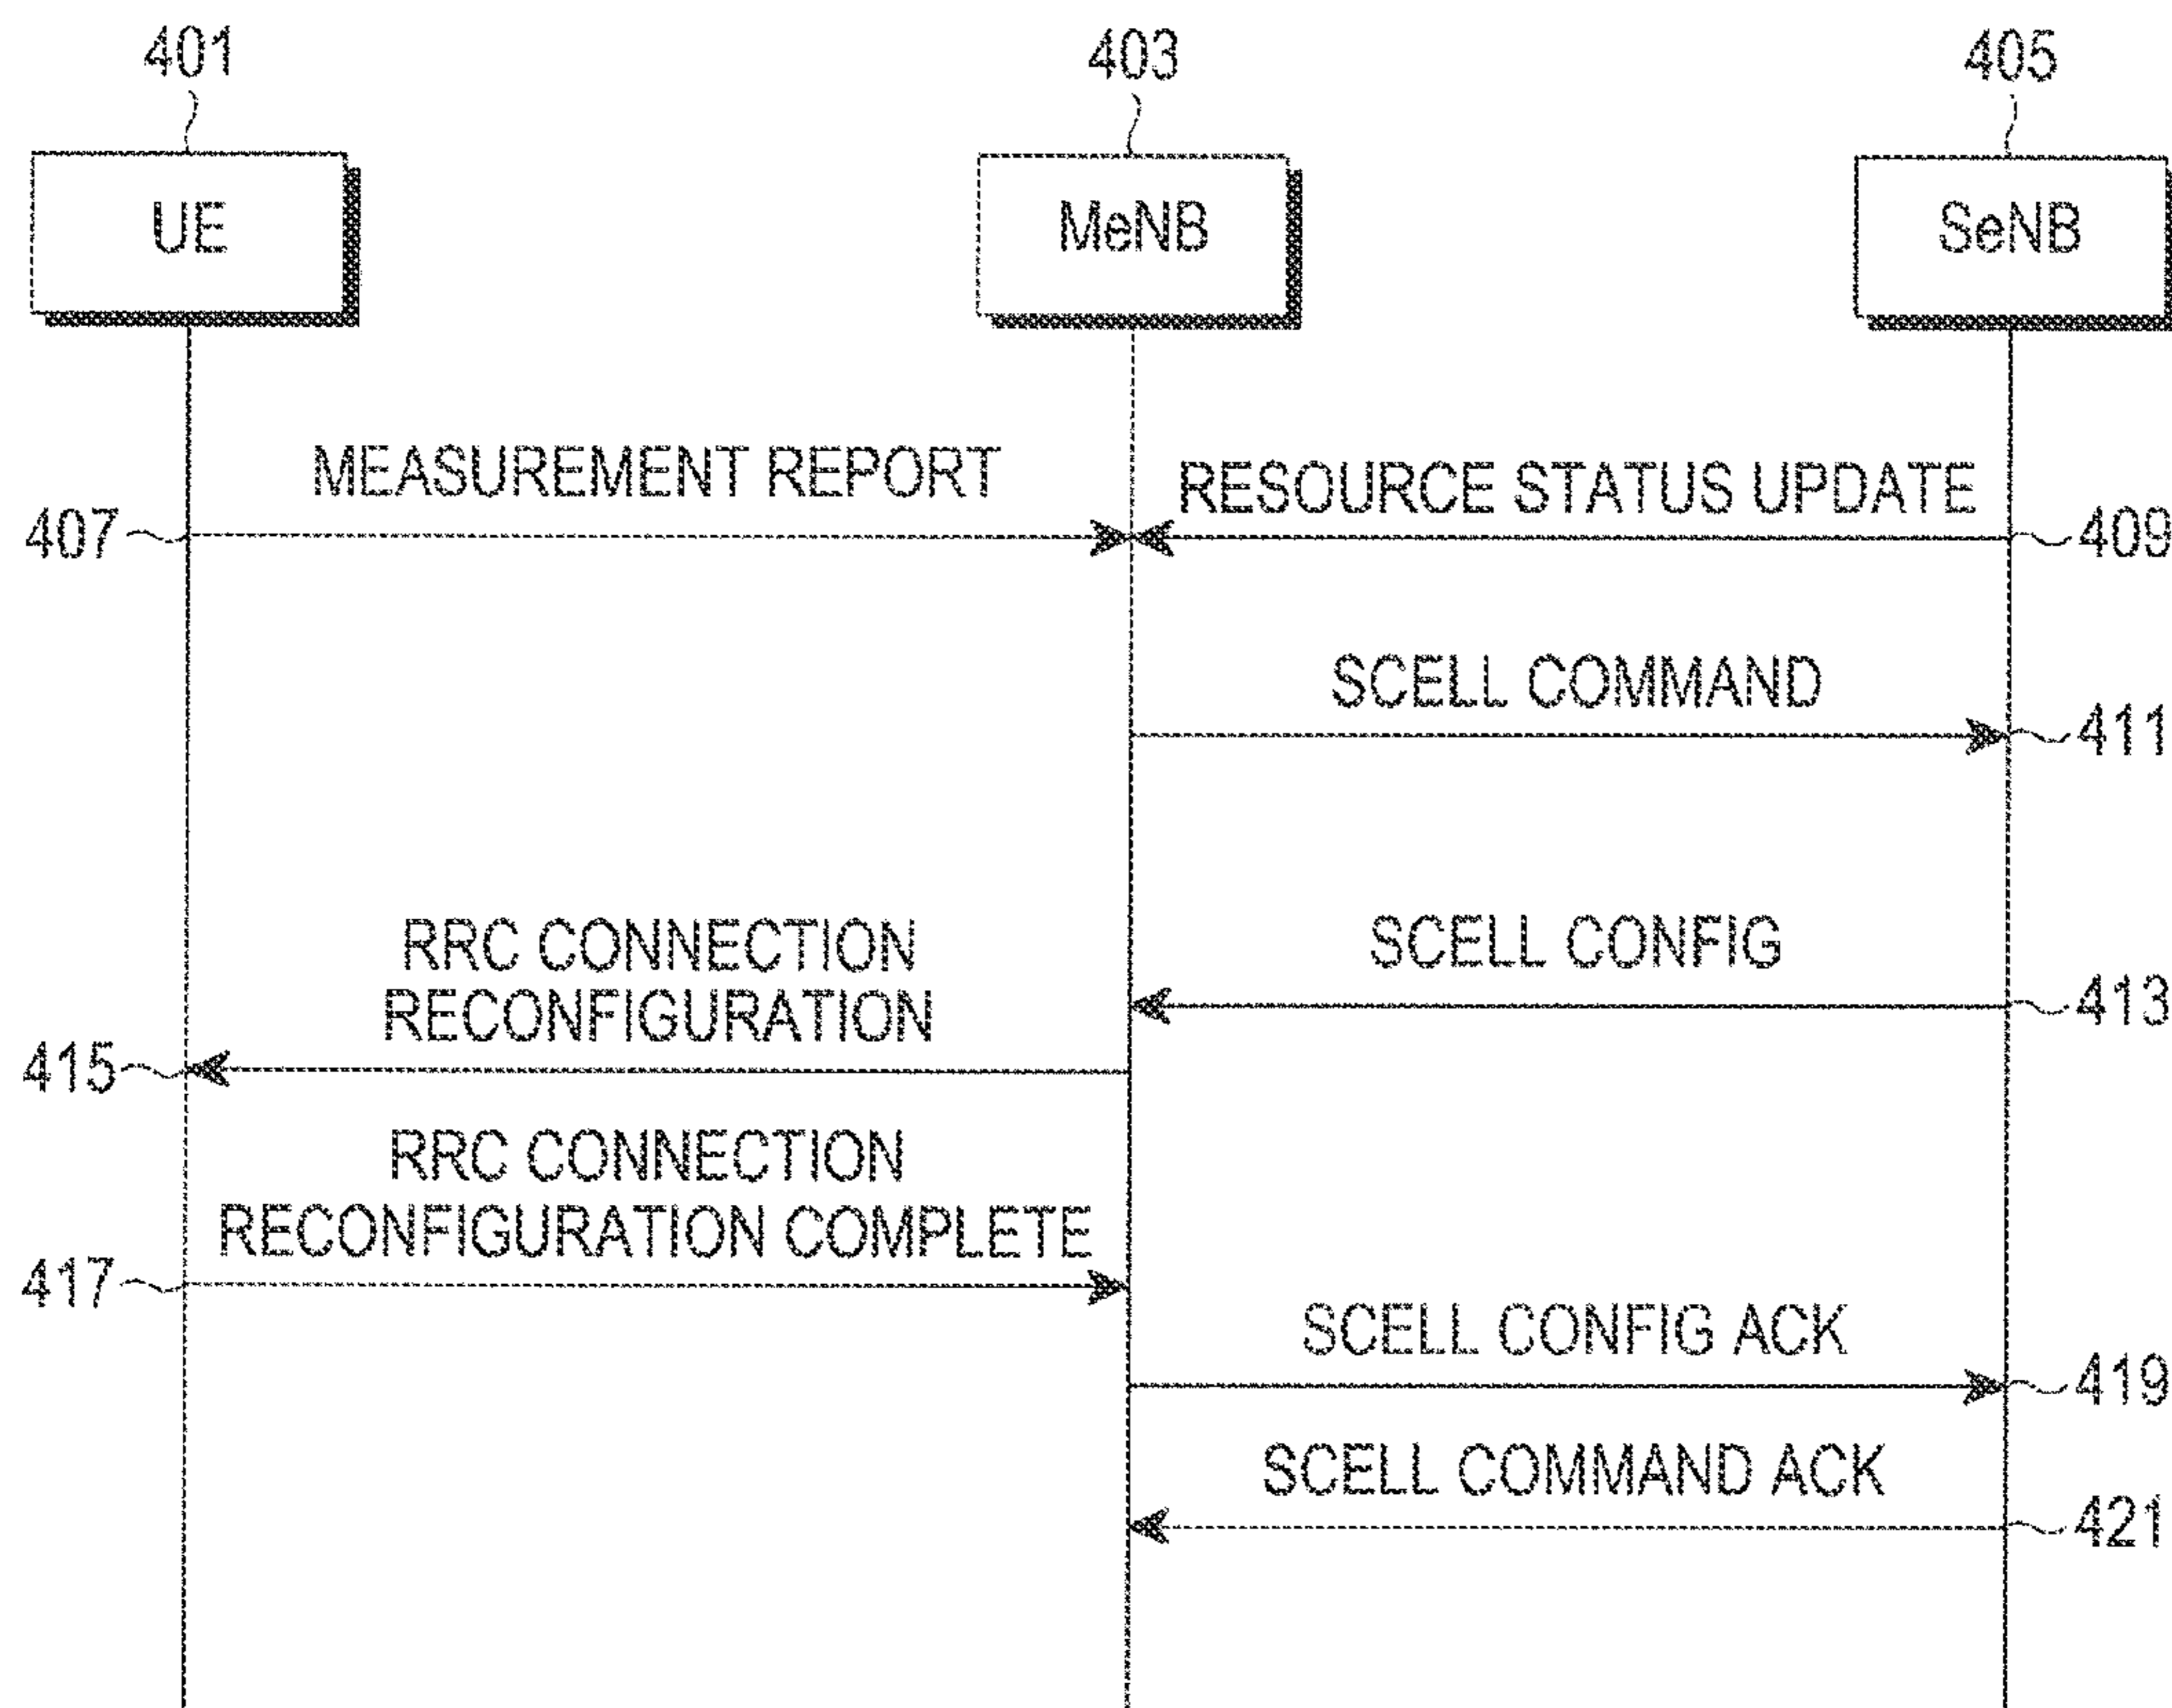 401
403
405
UE
MeNB
SeNB
MEASUREMENT REPORT
RESOURCE STATUS UPDATE
407
409
SCELL COMMAND
411
RRC CONNECTION
RECONFIGURATION
SCELL CONFIG
413
415
RRC CONNECTION
RECONFIGURATION COMPLETE
417
SCELL CONFIG ACK
419
SCELL COMMAND ACK
421